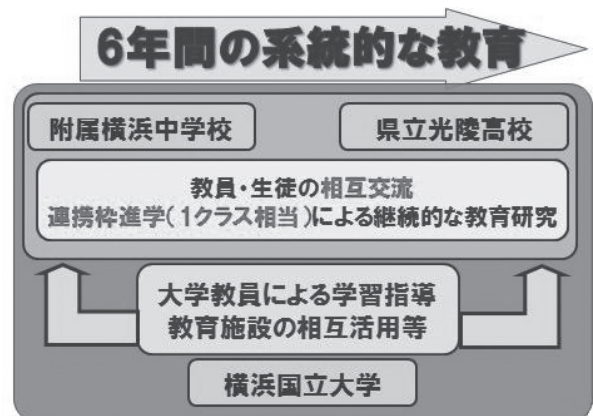 6年間の系統的な教育
附属横浜中学校
県立光陵高校
教員・生徒の相互交流
連携枠進学(1クラス相当)による継続的な教育研究
大学教員による学習指導
教育施設の相互活用等
横浜国立大学